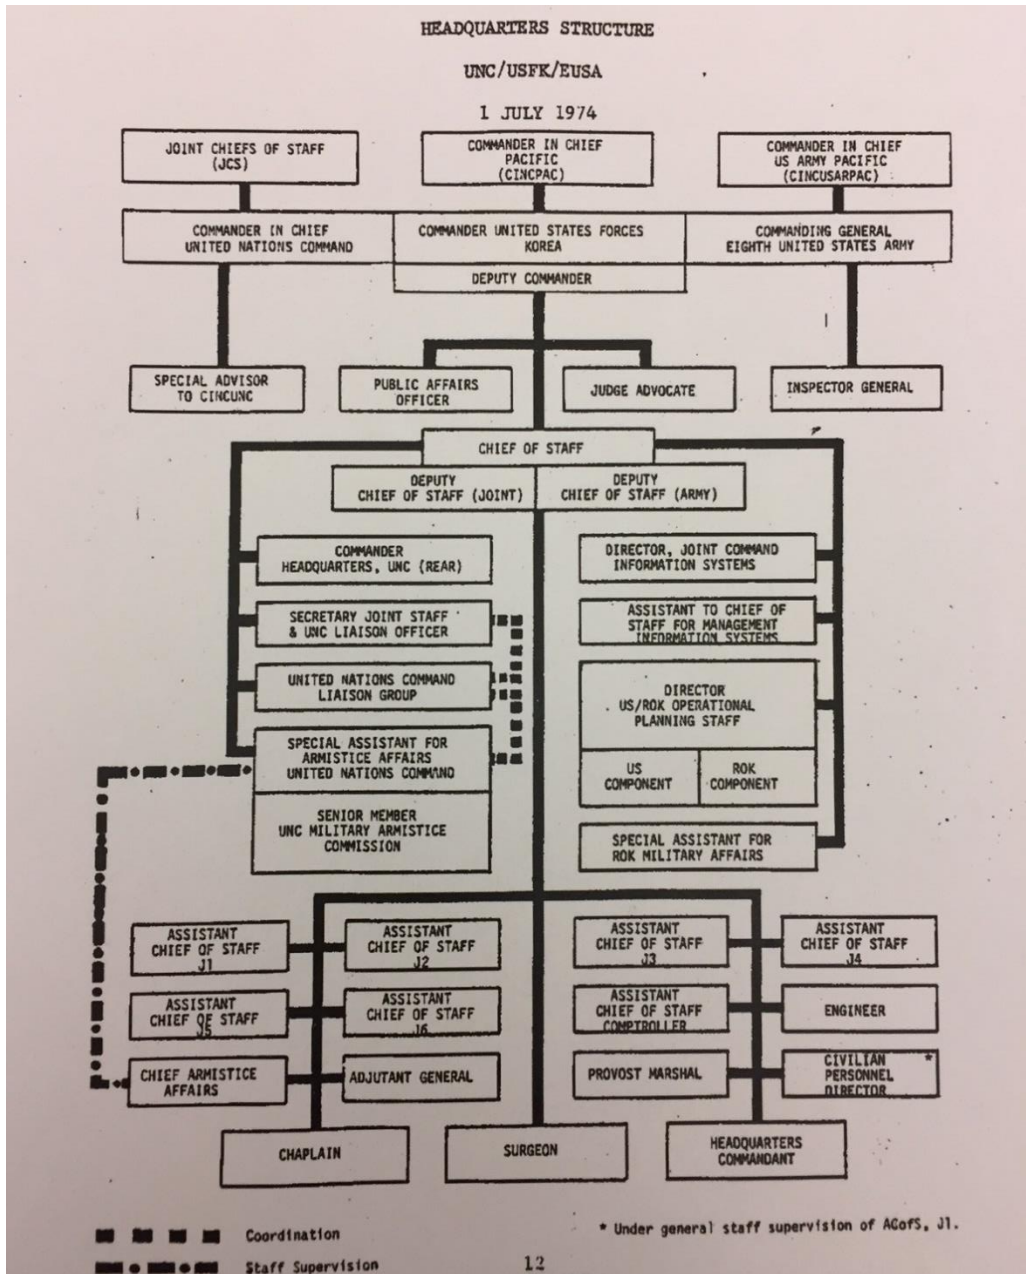 HEADQUARTERS STRUCTURE
UNC/USFK/EUSA
1 JULY 1974
JOINT CHIEFS OF STAFF
(JCS)
COMMANDER IN CHIEF
PACIFIC
(CINCPAC)
COMMANDER IN CHIEF
US ARMY PACIFIC
(CINCUSARPAC)
COMMANDER IN CHIEF
UNITED NATIONS COMMAND
COMMANDER UNITED STATES FORCES
KOREA
COMMANDING GENERAL
EIGHTH UNITED STATES ARMY
DEPUTY COMMANDER
SPECIAL ADVISOR
TO CINCUNC
PUBLIC AFFAIRS
OFFICER
JUDGE ADVOCATE
INSPECTOR GENERAL
CHIEF OF STAFF
DEPUTY
CHIEF OF STAFF (JOINT)
DEPUTY
CHIEF OF STAFF (ARMY)
COMMANDER
HEADQUARTERS, UNC (REAR)
SECRETARY JOINT STAFF
& UNC LIAISON OFFICER
UNITED NATIONS COMMAND
LIAISON GROUP
SPECIAL ASSISTANT FOR
ARMISTICE AFFAIRS
UNITED NATIONS COMMAND
SENIOR MEMBER
UNC MILITARY ARMISTICE
COMMISSION
DIRECTOR, JOINT COMMAND
INFORMATION SYSTEMS
ASSISTANT TO CHIEF OF
STAFF FOR MANAGEMENT
INFORMATION SYSTEMS
DIRECTOR
US/ROK OPERATIONAL
PLANNING STAFF
US
COMPONENT
ROK
COMPONENT
SPECIAL ASSISTANT FOR
ROK MILITARY AFFAIRS
ASSISTANT
CHIEF OF STAFF
J1
ASSISTANT
CHIEF OF STAFF
J2
ASSISTANT
CHIEF OF STAFF
J3
ASSISTANT
CHIEF OF STAFF
J4
ASSISTANT
CHIEF OF STAFF
J5
ASSISTANT
CHIEF OF STAFF
J6
ASSISTANT
CHIEF OF STAFF
COMPTROLLER
ENGINEER
CHIEF ARMISTICE
AFFAIRS
ADJUTANT GENERAL
PROVOST MARSHAL
CIVILIAN *
PERSONNEL
DIRECTOR
CHAPLAIN
SURGEON
HEADQUARTERS
COMMANDANT
Coordination
* Under general staff supervision of ACofS, J1.
Staff Supervision
12